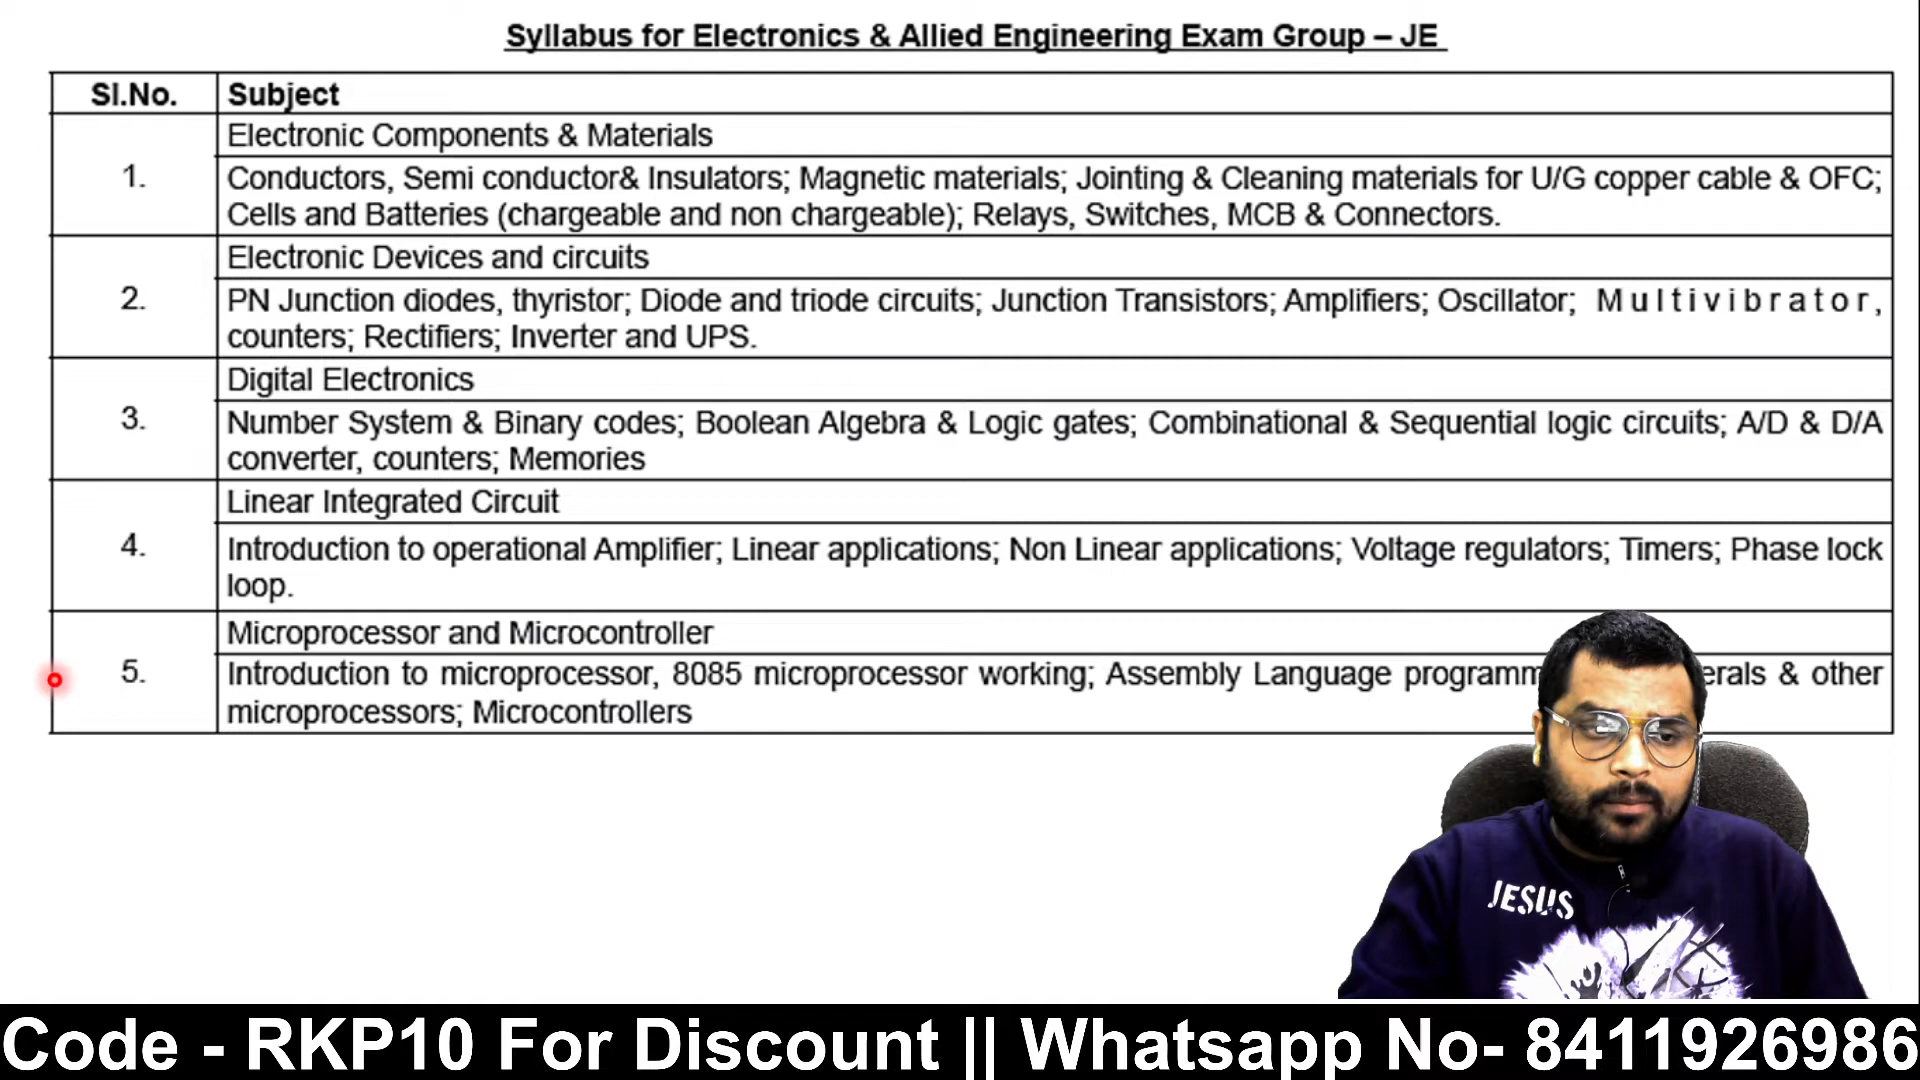 Syllabus for Electronics & Allied Engineering Exam Group – JE
Sl.No. Subject
Electronic Components & Materials
1.
Conductors, Semi conductor& Insulators; Magnetic materials; Jointing & Cleaning materials for U/G copper cable & OFC;
Cells and Batteries (chargeable and non chargeable); Relays, Switches, MCB & Connectors.
Electronic Devices and circuits
2.
PN Junction diodes, thyristor; Diode and triode circuits; Junction Transistors; Amplifiers; Oscillator; Multivibrator,
counters; Rectifiers; Inverter and UPS.
Digital Electronics
3.
Number System & Binary codes; Boolean Algebra & Logic gates; Combinational & Sequential logic circuits; A/D & D/A
converter, counters; Memories
Linear Integrated Circuit
4.
Introduction to operational Amplifier; Linear applications; Non Linear applications; Voltage regulators; Timers; Phase lock
loop.
Microprocessor and Microcontroller
5.
Introduction to microprocessor, 8085 microprocessor working; Assembly Language & other
microprocessors; Microcontrollers
JESUS
Code - RKP10 For Discount || Whatsapp No- 8411926986